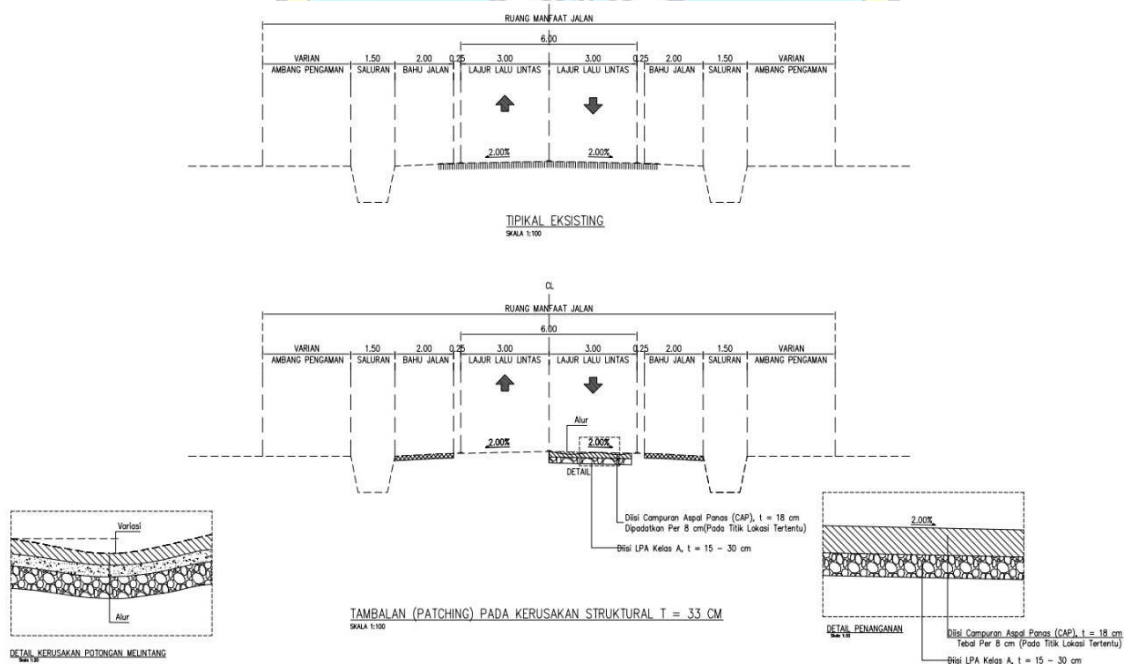 RUANG MANFAAT JALAN
6.00
VARIAN 1.50 2.00 0.25 3.00 3.00 0.25 2.00 1.50 VARIAN
AMBANG PENGAMAN SALURAN BAHU JALAN LAJUR LALU LINTAS LAJUR LALU LINTAS BAHU JALAN SALURAN AMBANG PENGAMAN
2.00% 2.00%
TIPIKAL EKSISTING
SKALA 1:100
CL
RUANG MANFAAT JALAN
6.00
VARIAN 1.50 2.00 0.25 3.00 3.00 0.25 2.00 1.50 VARIAN
AMBANG PENGAMAN SALURAN BAHU JALAN LAJUR LALU LINTAS LAJUR LALU LINTAS BAHU JALAN SALURAN AMBANG PENGAMAN
Alur
2.00% 2.00%
DETAIL
Diisi Campuran Aspal Panas (CAP), t = 18 cm
Dipadatkan Per 8 cm(Pada Titik Lokasi Tertentu)
Diisi LPA Kelas A, t = 15 - 30 cm
TAMBALAN (PATCHING) PADA KERUSAKAN STRUKTURAL T = 33 CM
SKALA 1:100
Variasi
Alur
DETAIL KERUSAKAN POTONGAN MELINTANG
2.00%
DETAIL PENANGANAN
Diisi Campuran Aspal Panas (CAP), t = 18 cm
Tebal Per 8 cm (Pada Titik Lokasi Tertentu)
Diisi LPA Kelas A, t = 15 - 30 cm